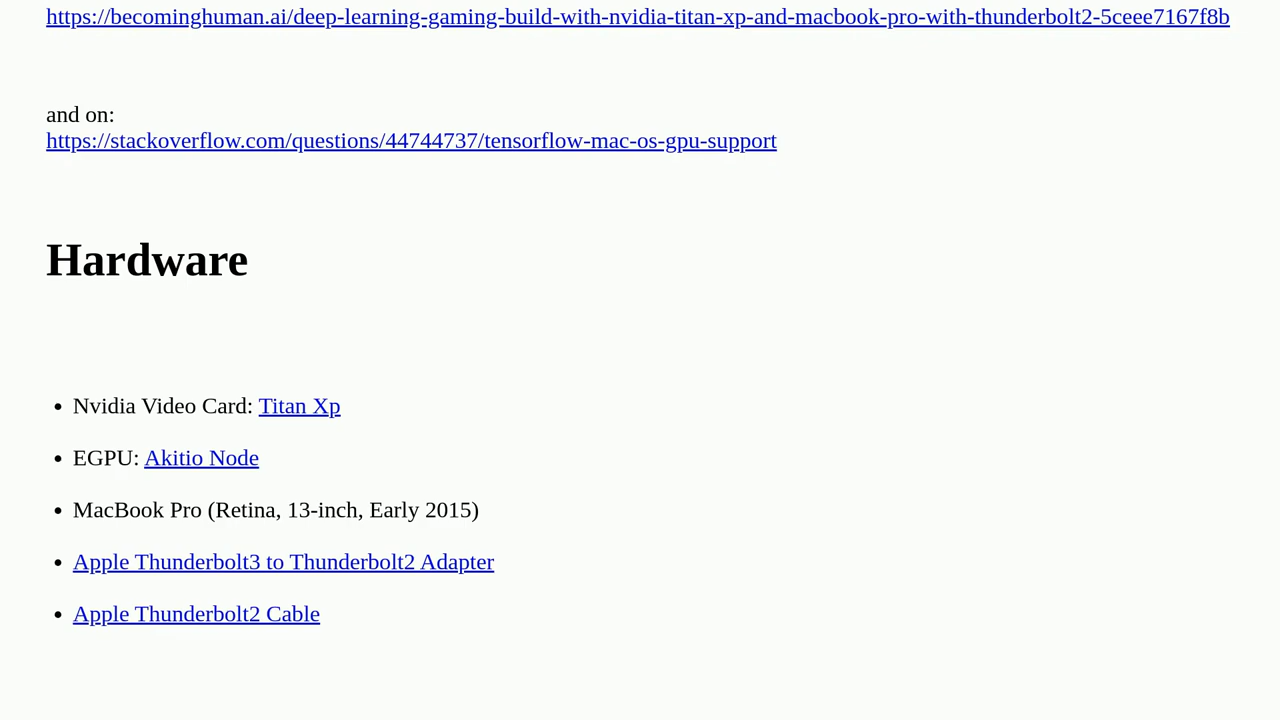 https://becominghuman.ai/deep-learning-gaming-build-with-nvidia-titan-xp-and-macbook-pro-with-thunderbolt2-5ceee7167f8b
and on:
https://stackoverflow.com/questions/44744737/tensorflow-mac-os-gpu-support
Hardware
• Nvidia Video Card: Titan Xp
• EGPU: Akitio Node
• MacBook Pro (Retina, 13-inch, Early 2015)
• Apple Thunderbolt3 to Thunderbolt2 Adapter
• Apple Thunderbolt2 Cable